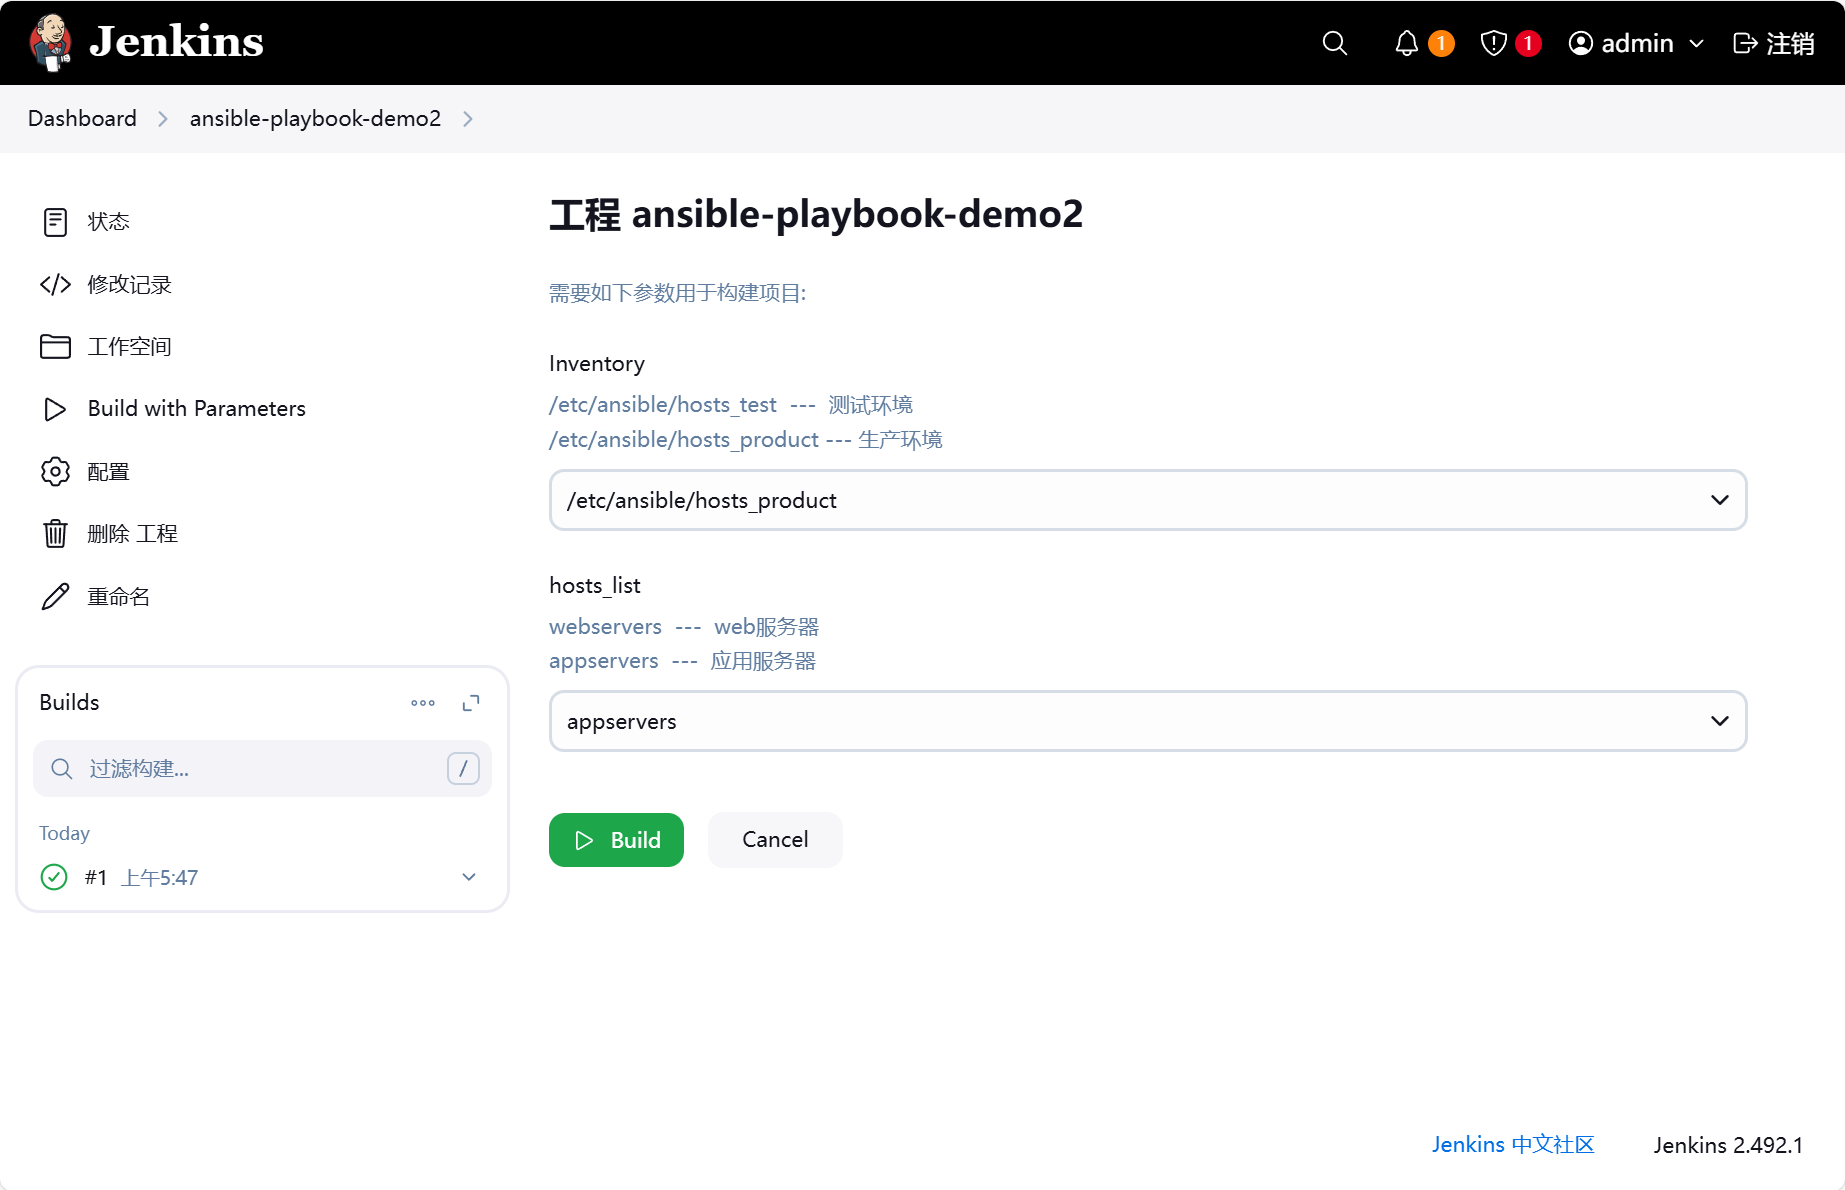 Jenkins
1
1
admin
注销
Dashboard
ansible-playbook-demo2
状态
修改记录
工作空间
Build with Parameters
配置
删除 工程
重命名
Builds
过滤构建...
/
Today
#1 上午5:47
工程 ansible-playbook-demo2
需要如下参数用于构建项目:
Inventory
/etc/ansible/hosts_test --- 测试环境
/etc/ansible/hosts_product --- 生产环境
/etc/ansible/hosts_product
hosts_list
webservers --- web服务器
appservers --- 应用服务器
appservers
Build
Cancel
Jenkins 中文社区
Jenkins 2.492.1